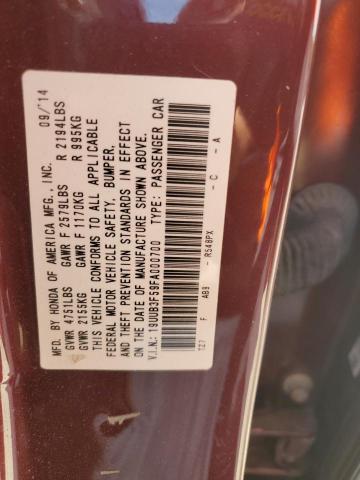 MFD. BY HONDA OF AMERICA MFG., INC. 09/'14
GVWR 4751LBS GAWR F 2579LBS R 2194LBS
GVWR 2155KG GAWR F 1170KG R 995KG
THIS VEHICLE CONFORMS TO ALL APPLICABLE
FEDERAL MOTOR VEHICLE SAFETY, BUMPER,
AND THEFT PREVENTION STANDARDS IN EFFECT
ON THE DATE OF MANUFACTURE SHOWN ABOVE.
V.I.N.: 19UUB3F59FA000700 TYPE: PASSENGER CAR
TZ7 F AB9 - R548PX - C - A